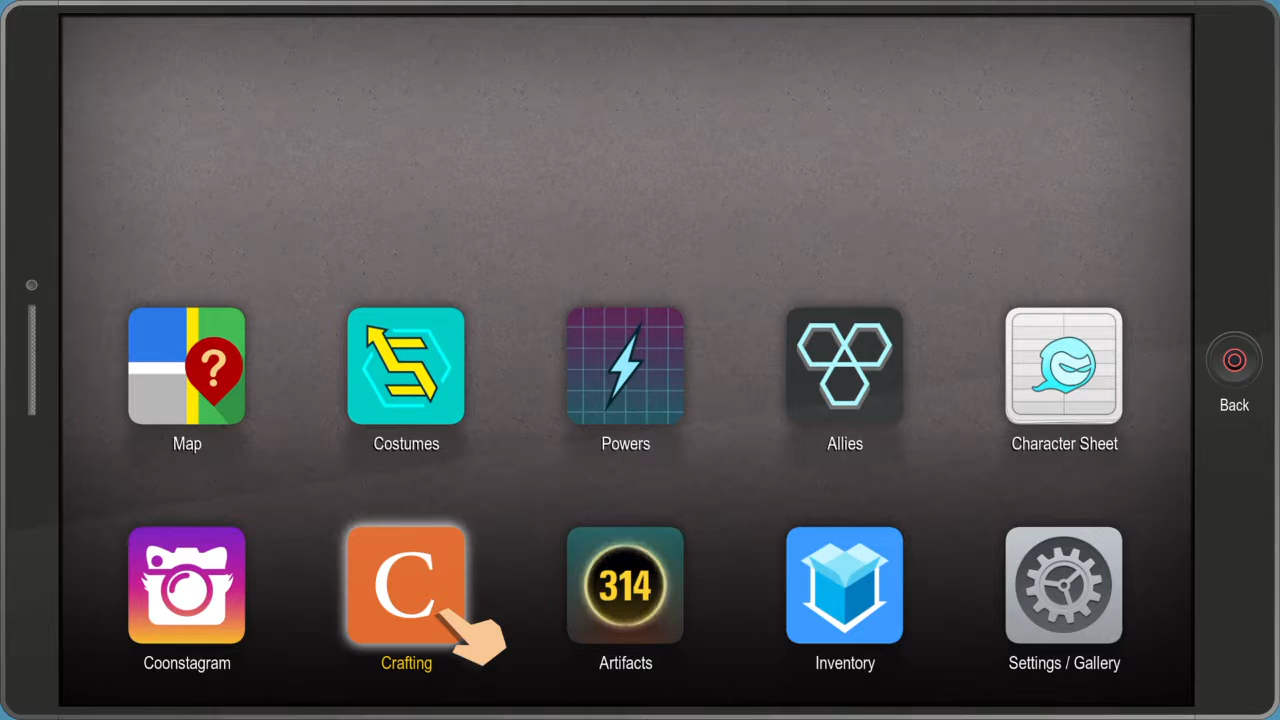 ?
Map
Costumes
Powers
Allies
Character Sheet
Back
C
314
Coonstagram
Crafting
Artifacts
Inventory
Settings / Gallery